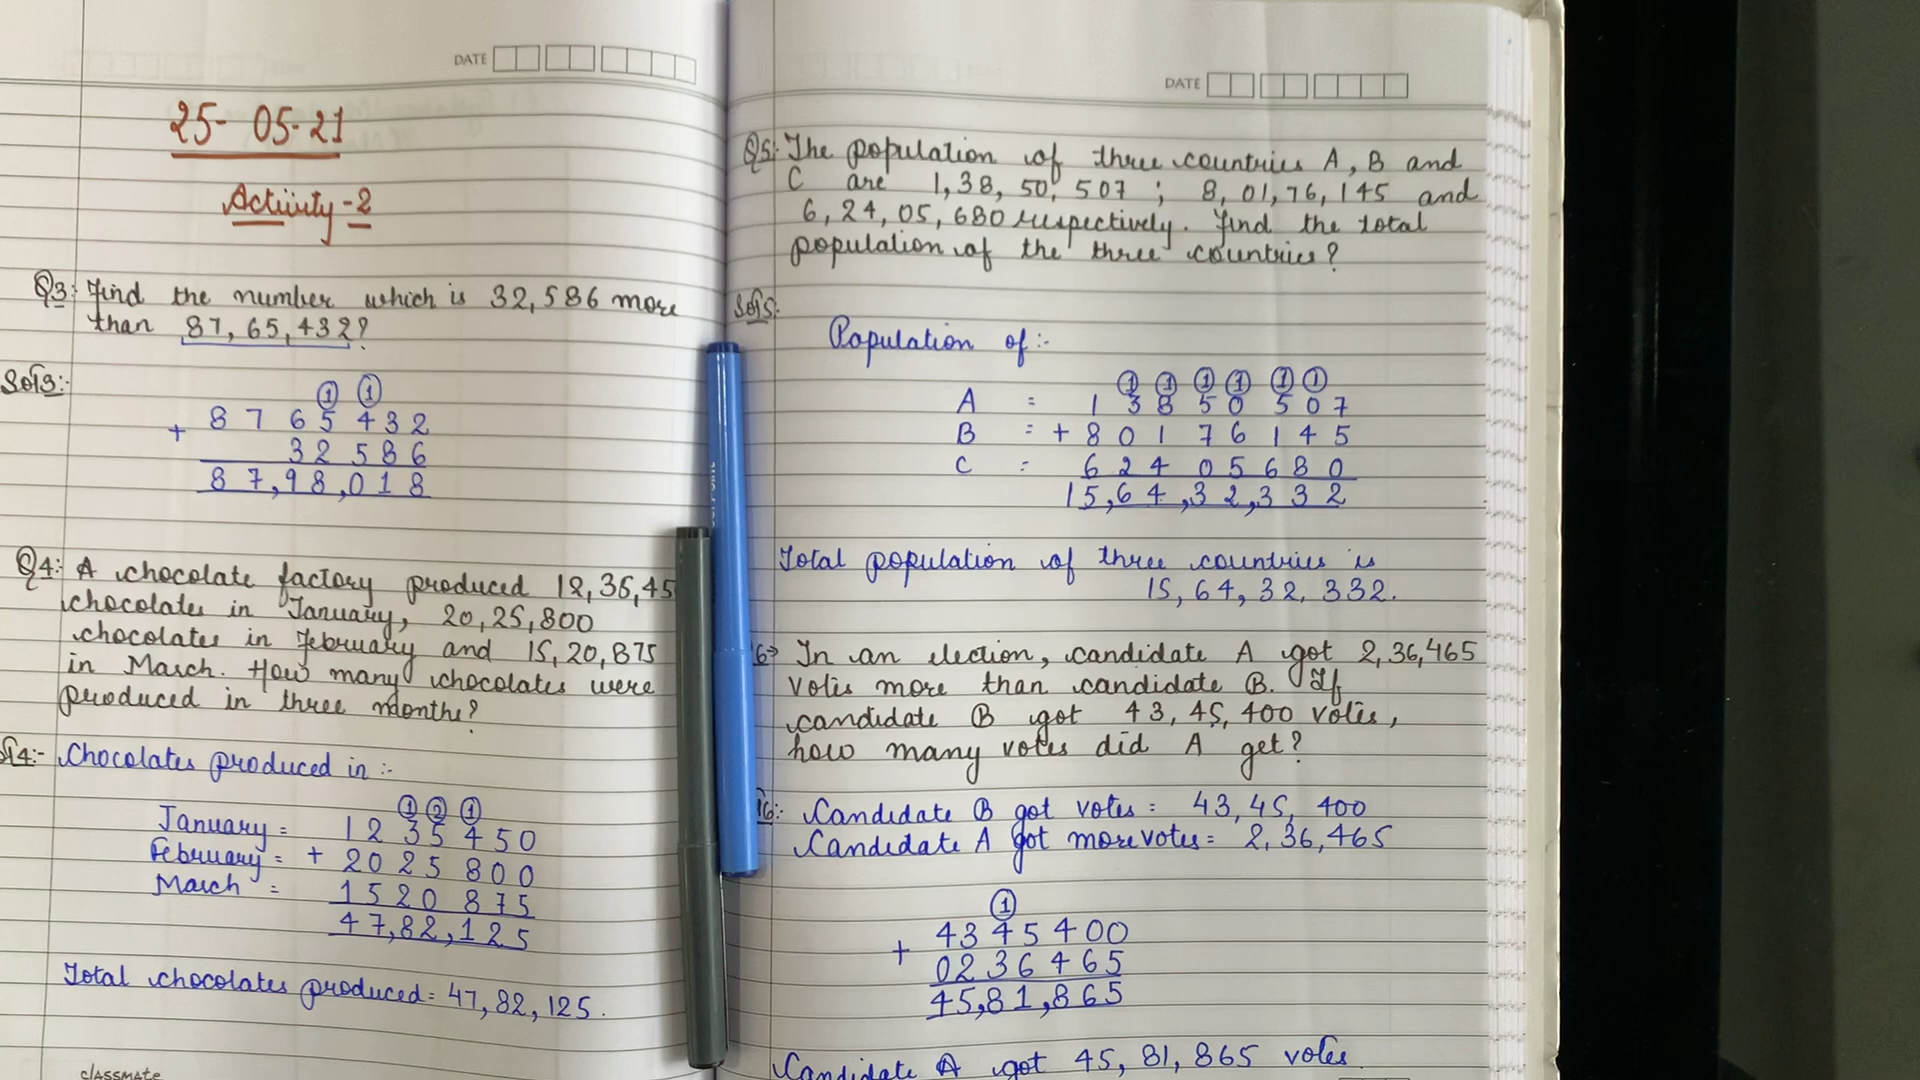 DATE
25-05-21
Activity-2
Q3: Find the number which is 32,586 more
than 87,65,432?
Sol3:-
1 1
8 7 6 5 4 3 2
+ 3 2 5 8 6
8 7,9 8,0 1 8
Q4: A chocolate factory produced 12,35,45
chocolates in January, 20,25,800
chocolates in February and 15,20,875
in March. How many chocolates were
produced in three months?
4:- Chocolates produced in :-
1 2 1
January = 1 2 3 5 4 5 0
February = + 2 0 2 5 8 0 0
March = 1 5 2 0 8 7 5
4 7,8 2,1 2 5
Total chocolates produced = 47,82,125.
classmate
DATE
Q5: The population of three countries A, B and
C are 1,38,50,507 ; 8,01,76,145 and
6,24,05,680 respectively. Find the total
population of the three countries?
Sol5:
Population of :-
1 1 1 1 1 1
A = 1 3 8 5 0 5 0 7
B = + 8 0 1 7 6 1 4 5
C = 6 2 4 0 5 6 8 0
15,6 4,3 2,3 3 2
Total population of three countries is
15,64,32,332.
6> In an election, candidate A got 2,36,465
votes more than candidate B. If
candidate B got 43,45,400 votes,
how many votes did A get?
6:- Candidate B got votes = 43,45,400
Candidate A got more votes = 2,36,465
1
4 3 4 5 4 0 0
+ 0 2 3 6 4 6 5
4 5,8 1,8 6 5
Candidate A got 45,81,865 votes.